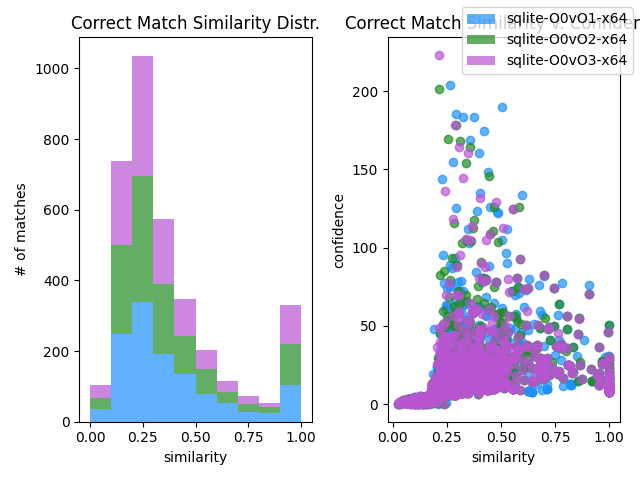 Correct Match Similarity Distr.
Correct Match Similarity v. Confiden
sqlite-O0vO1-x64
sqlite-O0vO2-x64
sqlite-O0vO3-x64
# of matches
1000
800
600
400
200
0
0.00 0.25 0.50 0.75 1.00
similarity
confidence
200
150
100
50
0
0.00 0.25 0.50 0.75 1.00
similarity